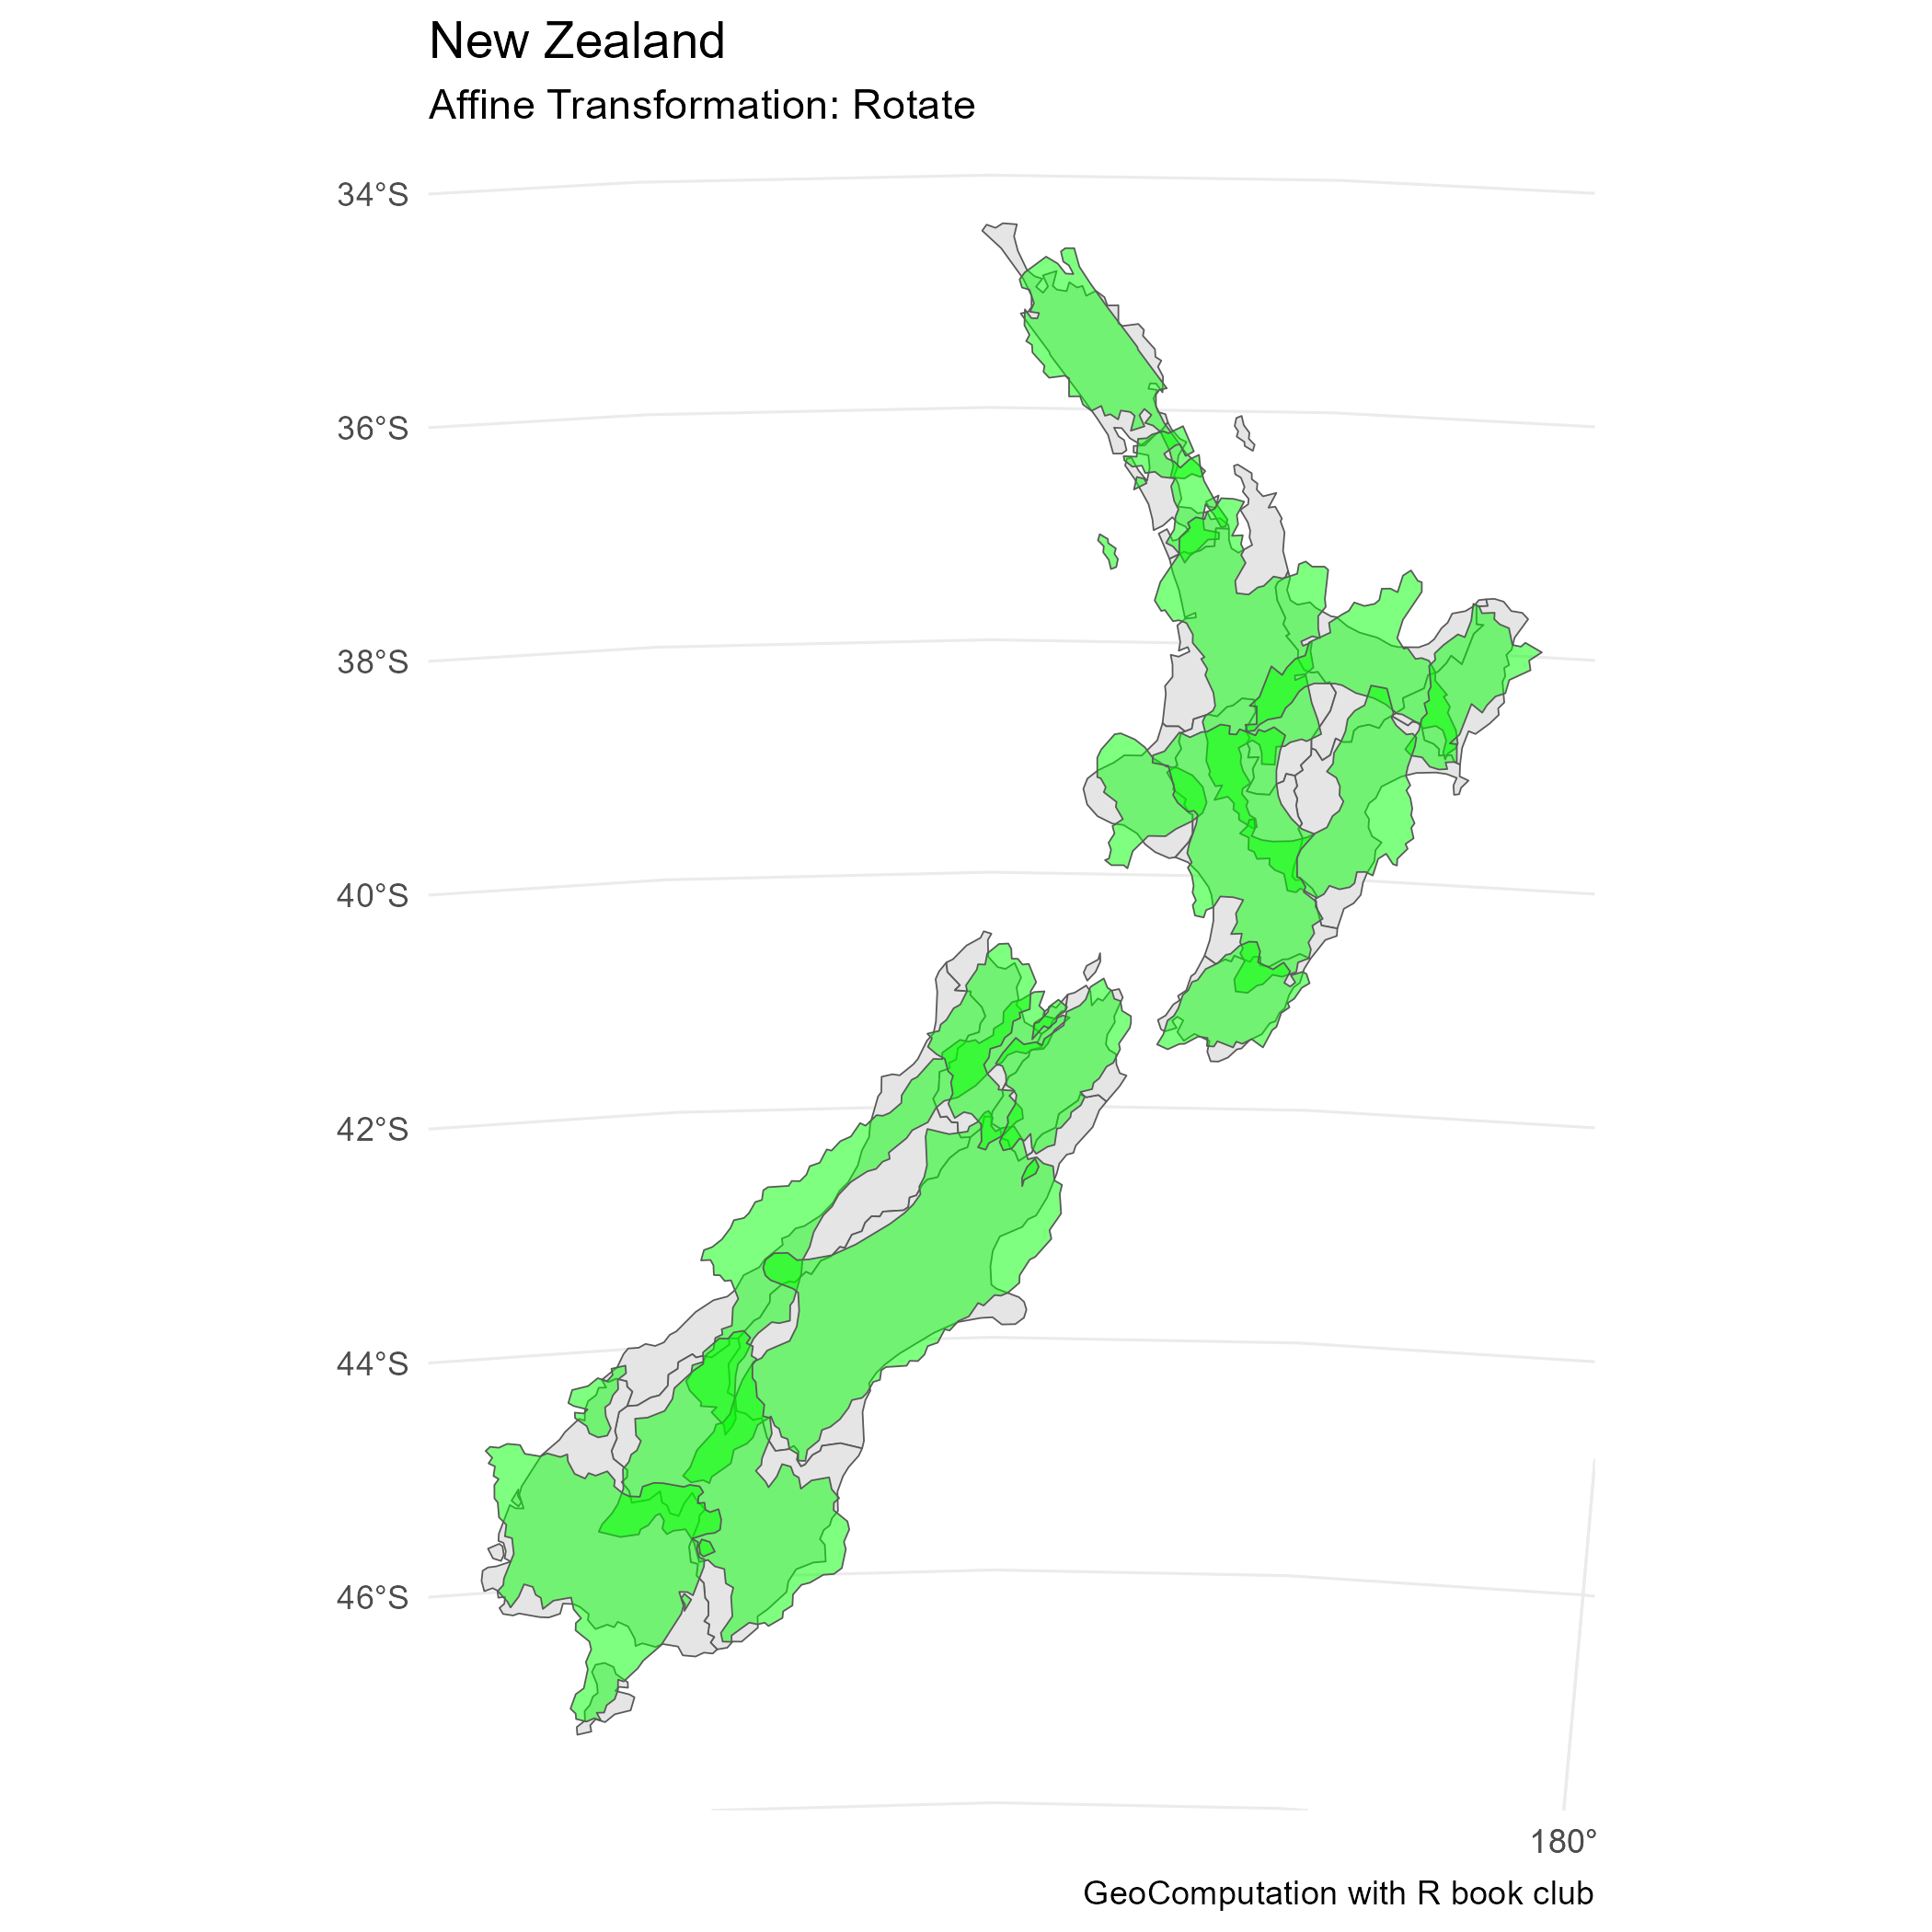 New Zealand
Affine Transformation: Rotate
34°S
36°S
38°S
40°S
42°S
44°S
46°S
180°
GeoComputation with R book club